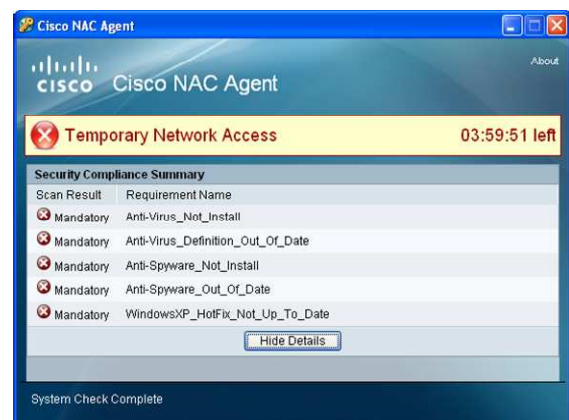 Cisco NAC Agent
About
cisco Cisco NAC Agent
Temporary Network Access 03:59:51 left
Security Compliance Summary
Scan Result Requirement Name
Mandatory Anti-Virus_Not_Install
Mandatory Anti-Virus_Definition_Out_Of_Date
Mandatory Anti-Spyware_Not_Install
Mandatory Anti-Spyware_Out_Of_Date
Mandatory WindowsXP_HotFix_Not_Up_To_Date
Hide Details
System Check Complete